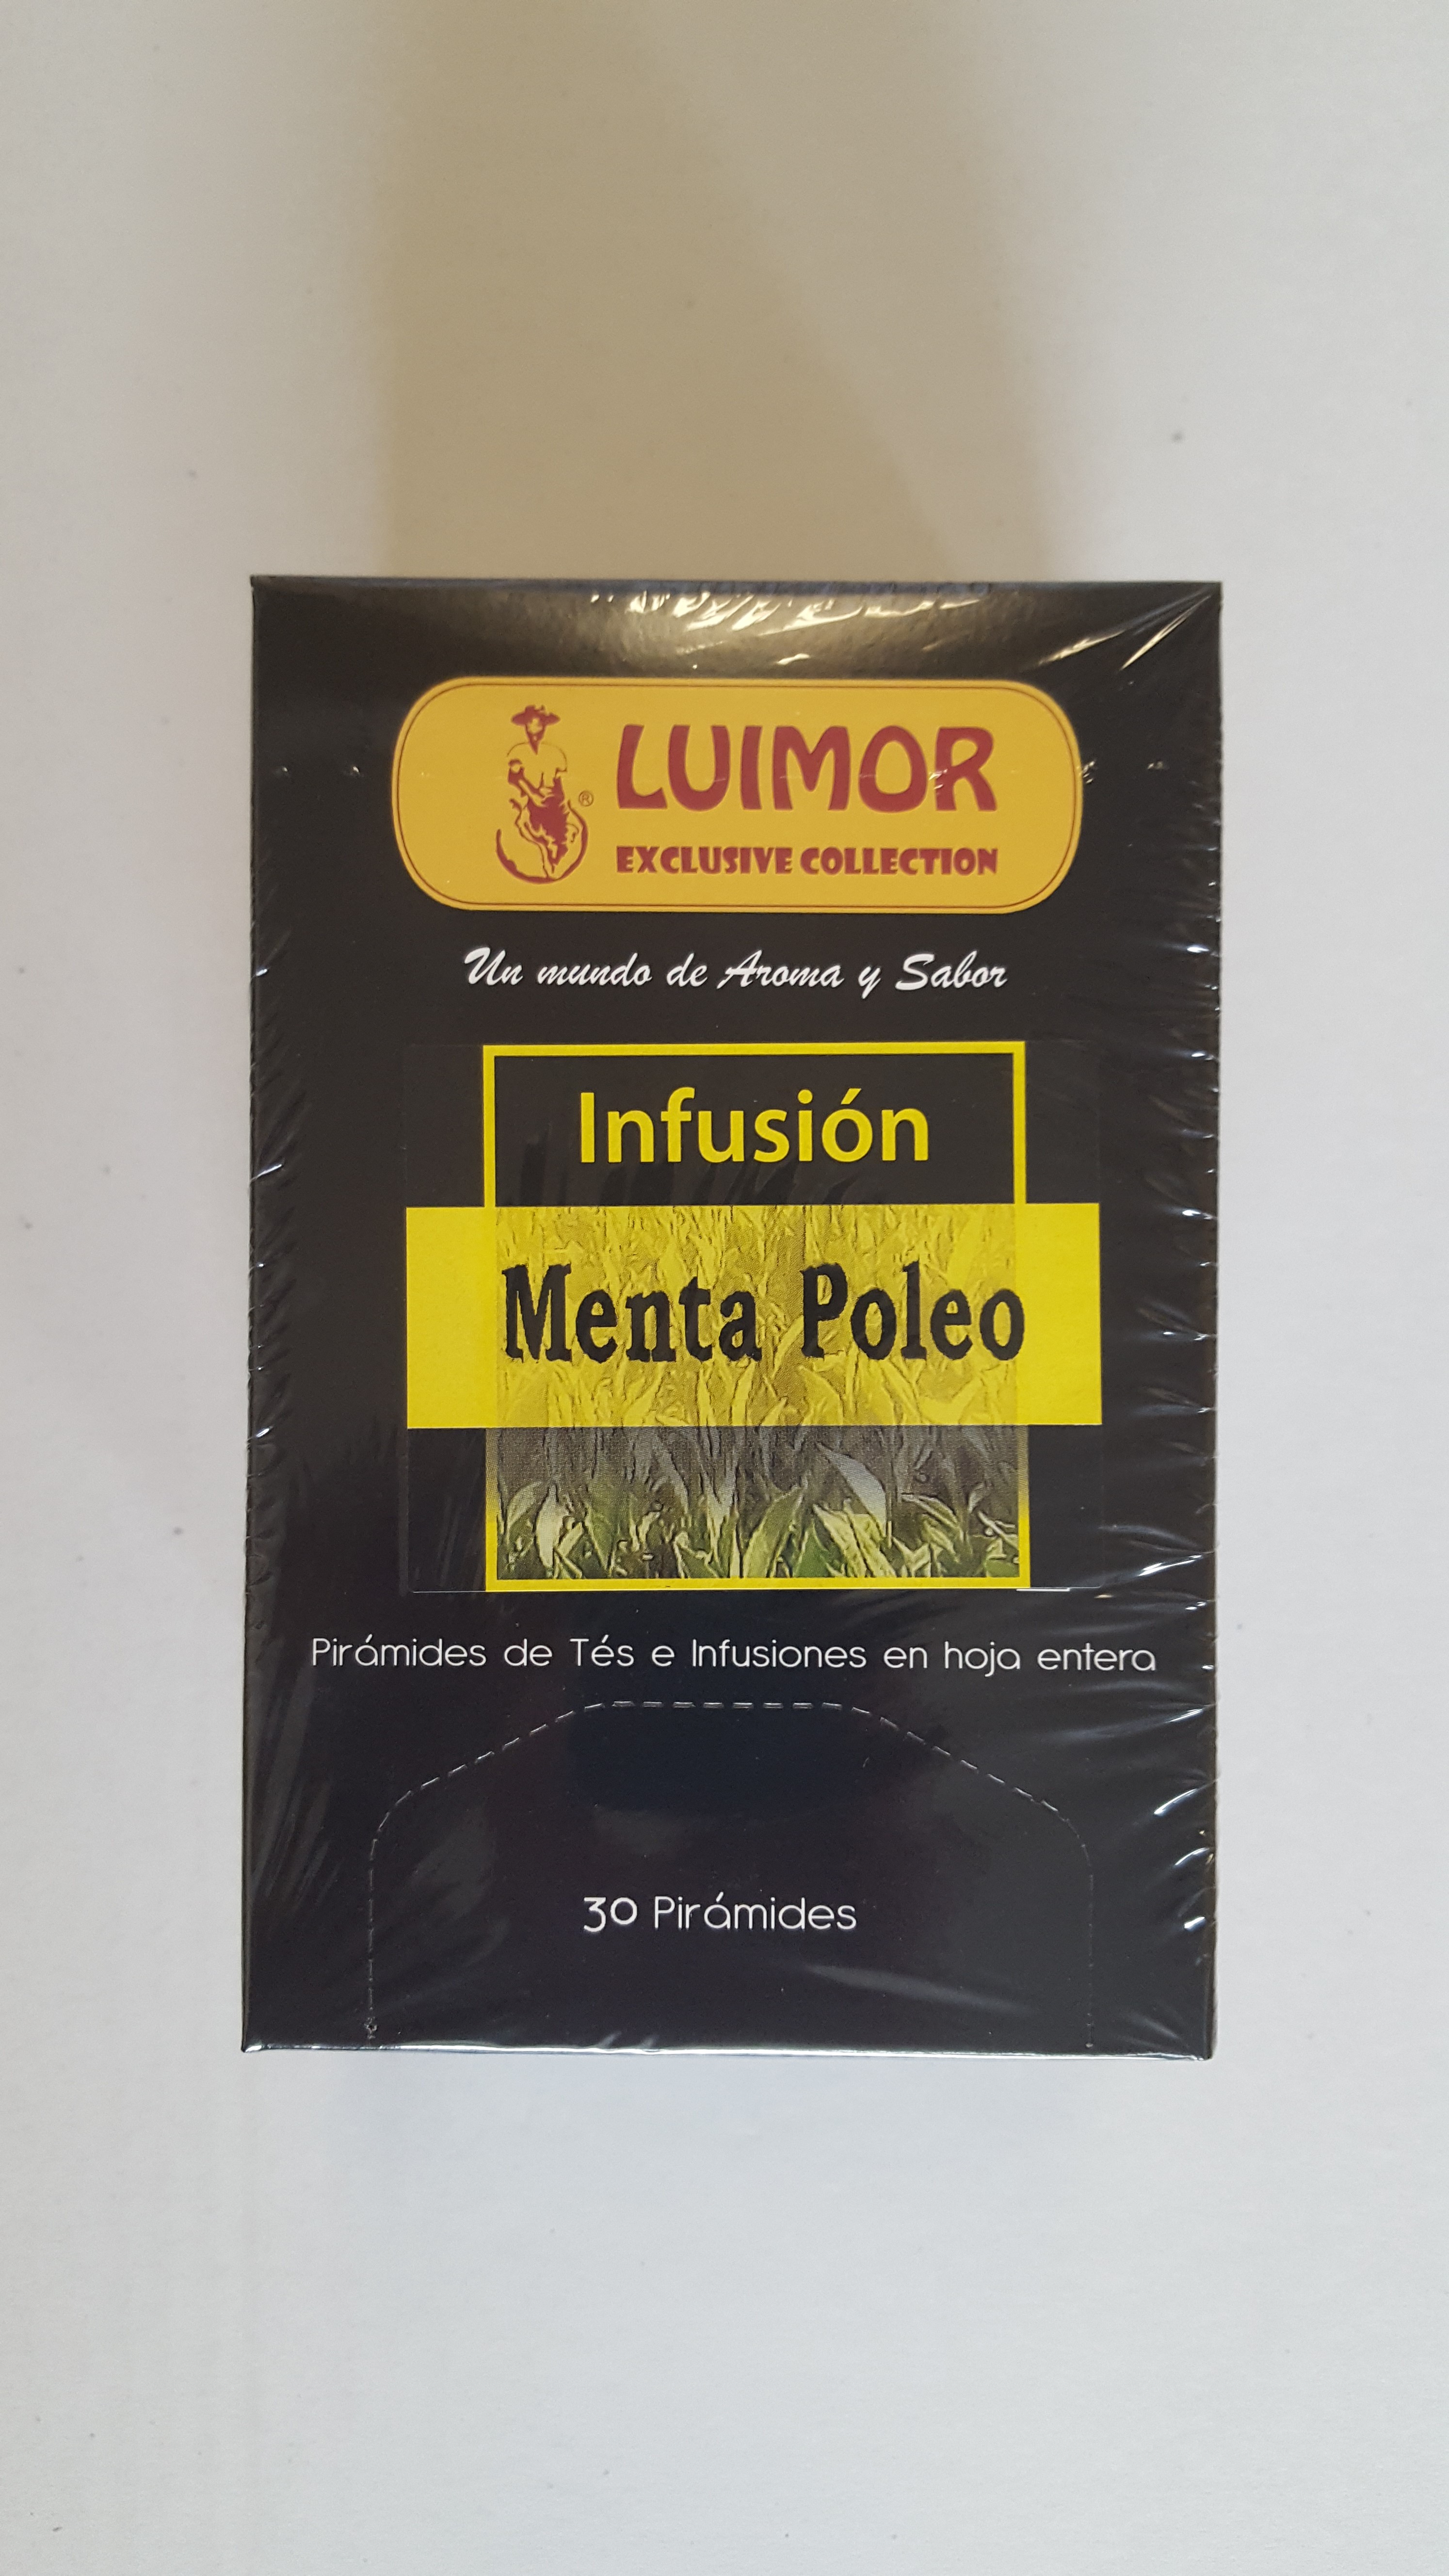 LUIMOR
®
EXCLUSIVE COLLECTION
Un mundo de Aroma y Sabor
Infusión
Menta Poleo
Pirámides de Tés e Infusiones en hoja entera
30 Pirámides